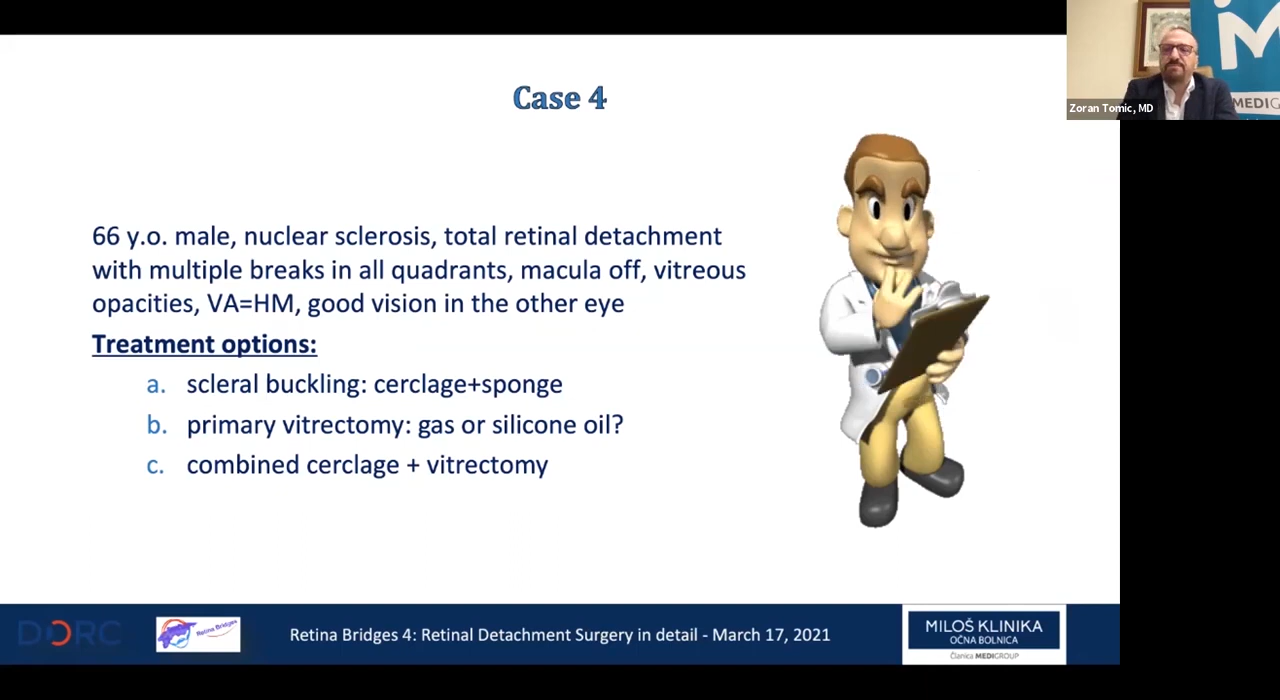 Case 4
66 y.o. male, nuclear sclerosis, total retinal detachment
with multiple breaks in all quadrants, macula off, vitreous
opacities, VA=HM, good vision in the other eye
Treatment options:
a. scleral buckling: cerclage+sponge
b. primary vitrectomy: gas or silicone oil?
c. combined cerclage + vitrectomy
Zoran Tomic, MD
M
MEDIG
DORC
Retina Bridges
Retina Bridges 4: Retinal Detachment Surgery in detail - March 17, 2021
MILOŠ KLINIKA
OČNA BOLNICA
Članica MEDIGROUP